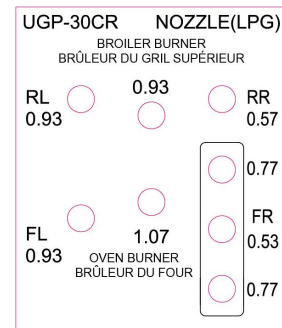 UGP-30CR NOZZLE(LPG)
BROILER BURNER
BRÛLEUR DU GRIL SUPÉRIEUR
RL
0.93
0.93
RR
0.57
0.77
FR
0.53
0.77
FL
0.93
1.07
OVEN BURNER
BRÛLEUR DU FOUR